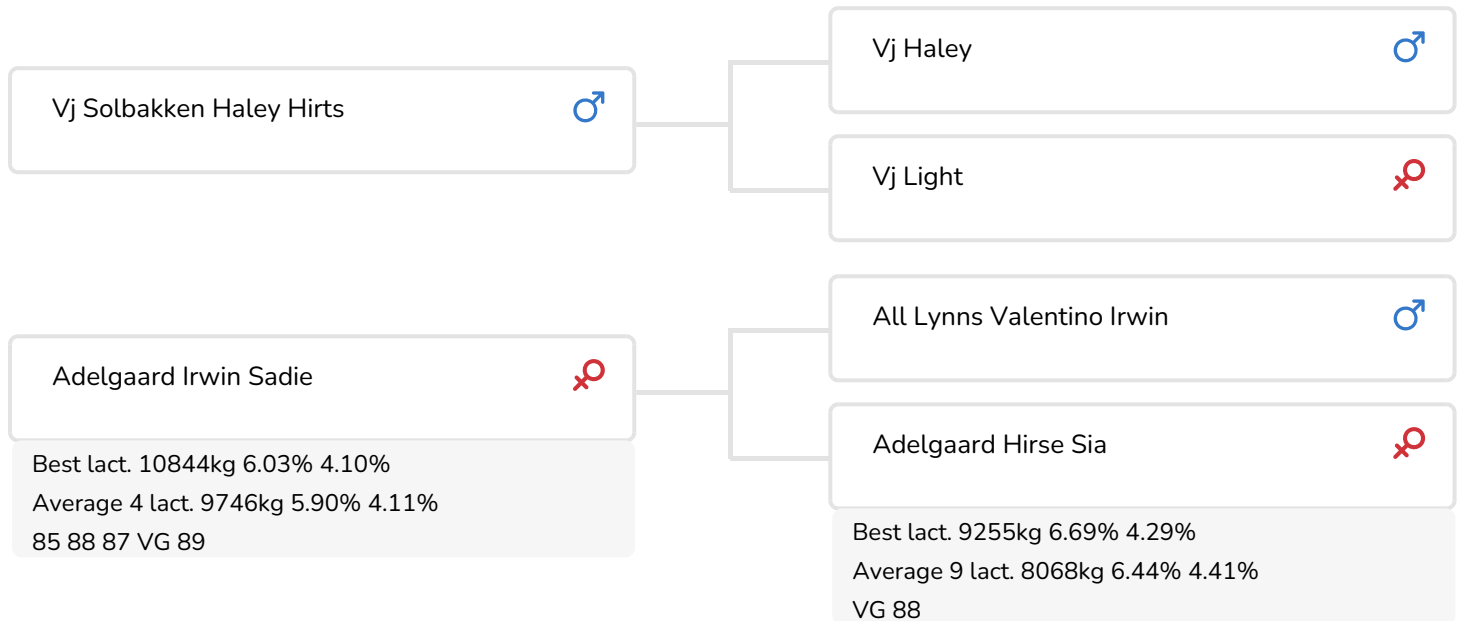 Vj Solbakken Haley Hirts
Vj Haley
Vj Light
Adelgaard Irwin Sadie
Best lact. 10844kg 6.03% 4.10%
Average 4 lact. 9746kg 5.90% 4.11%
85 88 87 VG 89
All Lynns Valentino Irwin
Adelgaard Hirse Sia
Best lact. 9255kg 6.69% 4.29%
Average 9 lact. 8068kg 6.44% 4.41%
VG 88